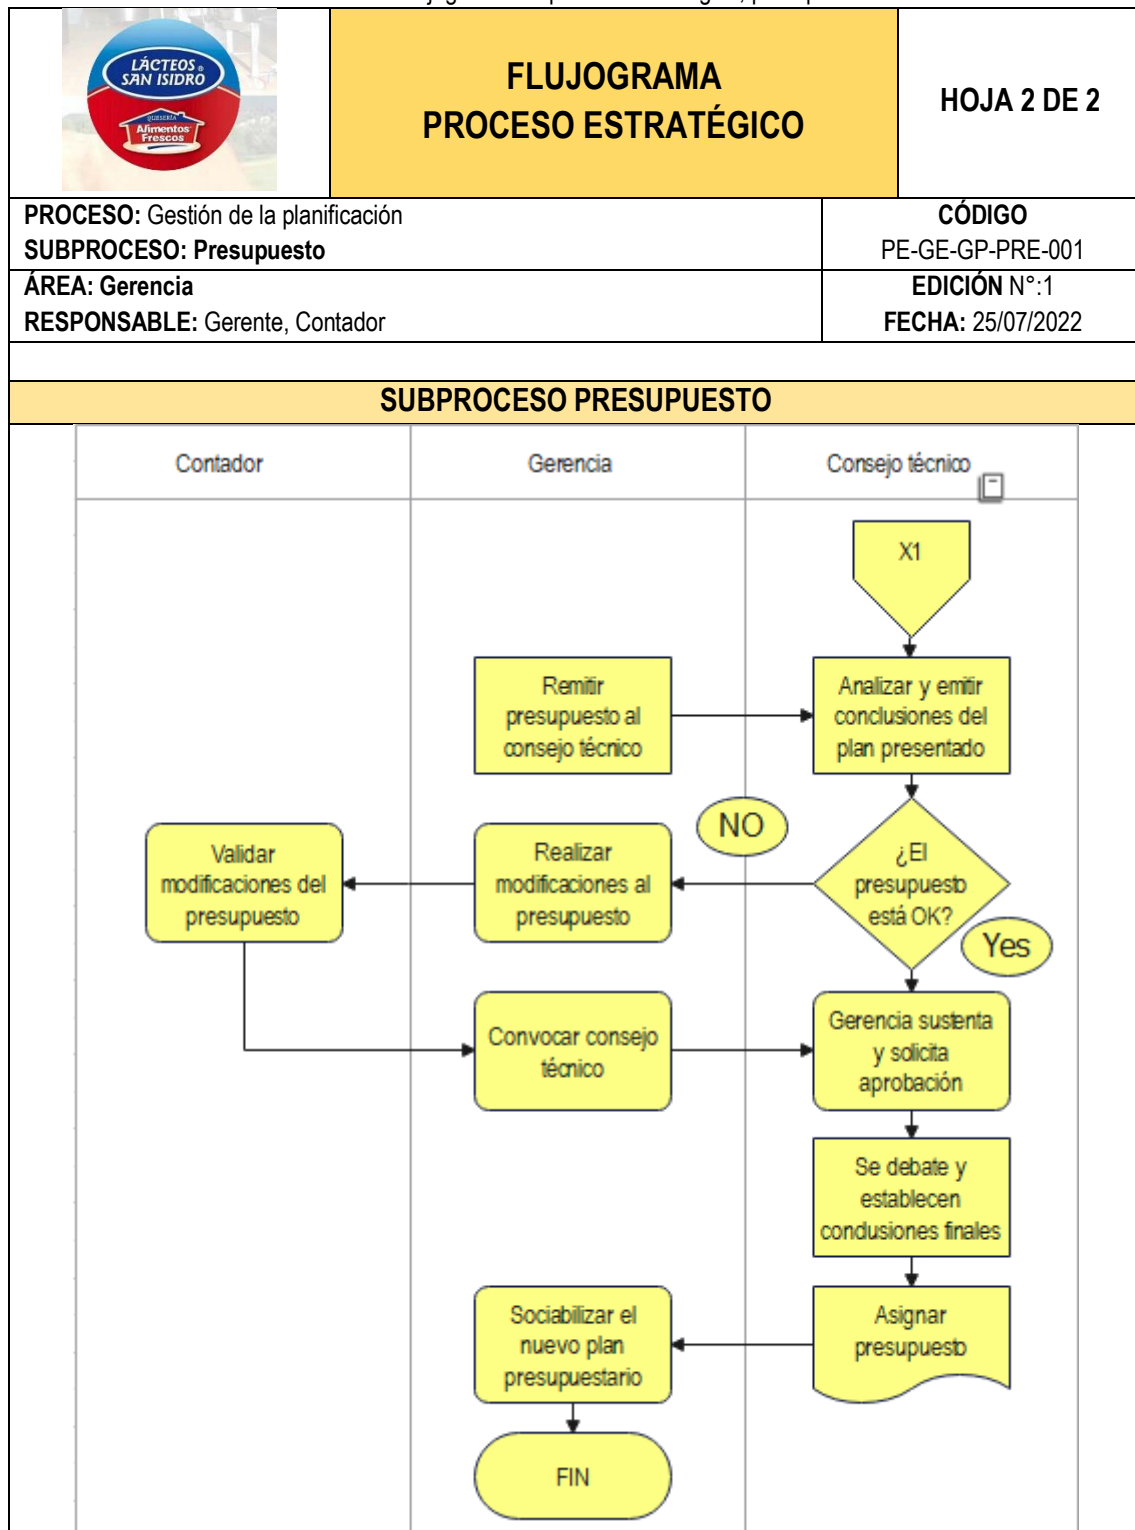 LÁCTEOS ®
SAN ISIDRO
QUESERÍA
Alimentos
Frescos
FLUJOGRAMA
PROCESO ESTRATÉGICO
HOJA 2 DE 2
PROCESO: Gestión de la planificación
SUBPROCESO: Presupuesto
CÓDIGO
PE-GE-GP-PRE-001
ÁREA: Gerencia
RESPONSABLE: Gerente, Contador
EDICIÓN N°:1
FECHA: 25/07/2022
SUBPROCESO PRESUPUESTO
Contador
Gerencia
Consejo técnico
X1
Remitir
presupuesto al
consejo técnico
Analizar y emitir
conclusiones del
plan presentado
NO
Validar
modificaciones del
presupuesto
Realizar
modificaciones al
presupuesto
¿El
presupuesto
está OK?
Yes
Convocar consejo
técnico
Gerencia sustenta
y solicita
aprobación
Se debate y
establecen
condusiones finales
Sociabilizar el
nuevo plan
presupuestario
Asignar
presupuesto
FIN